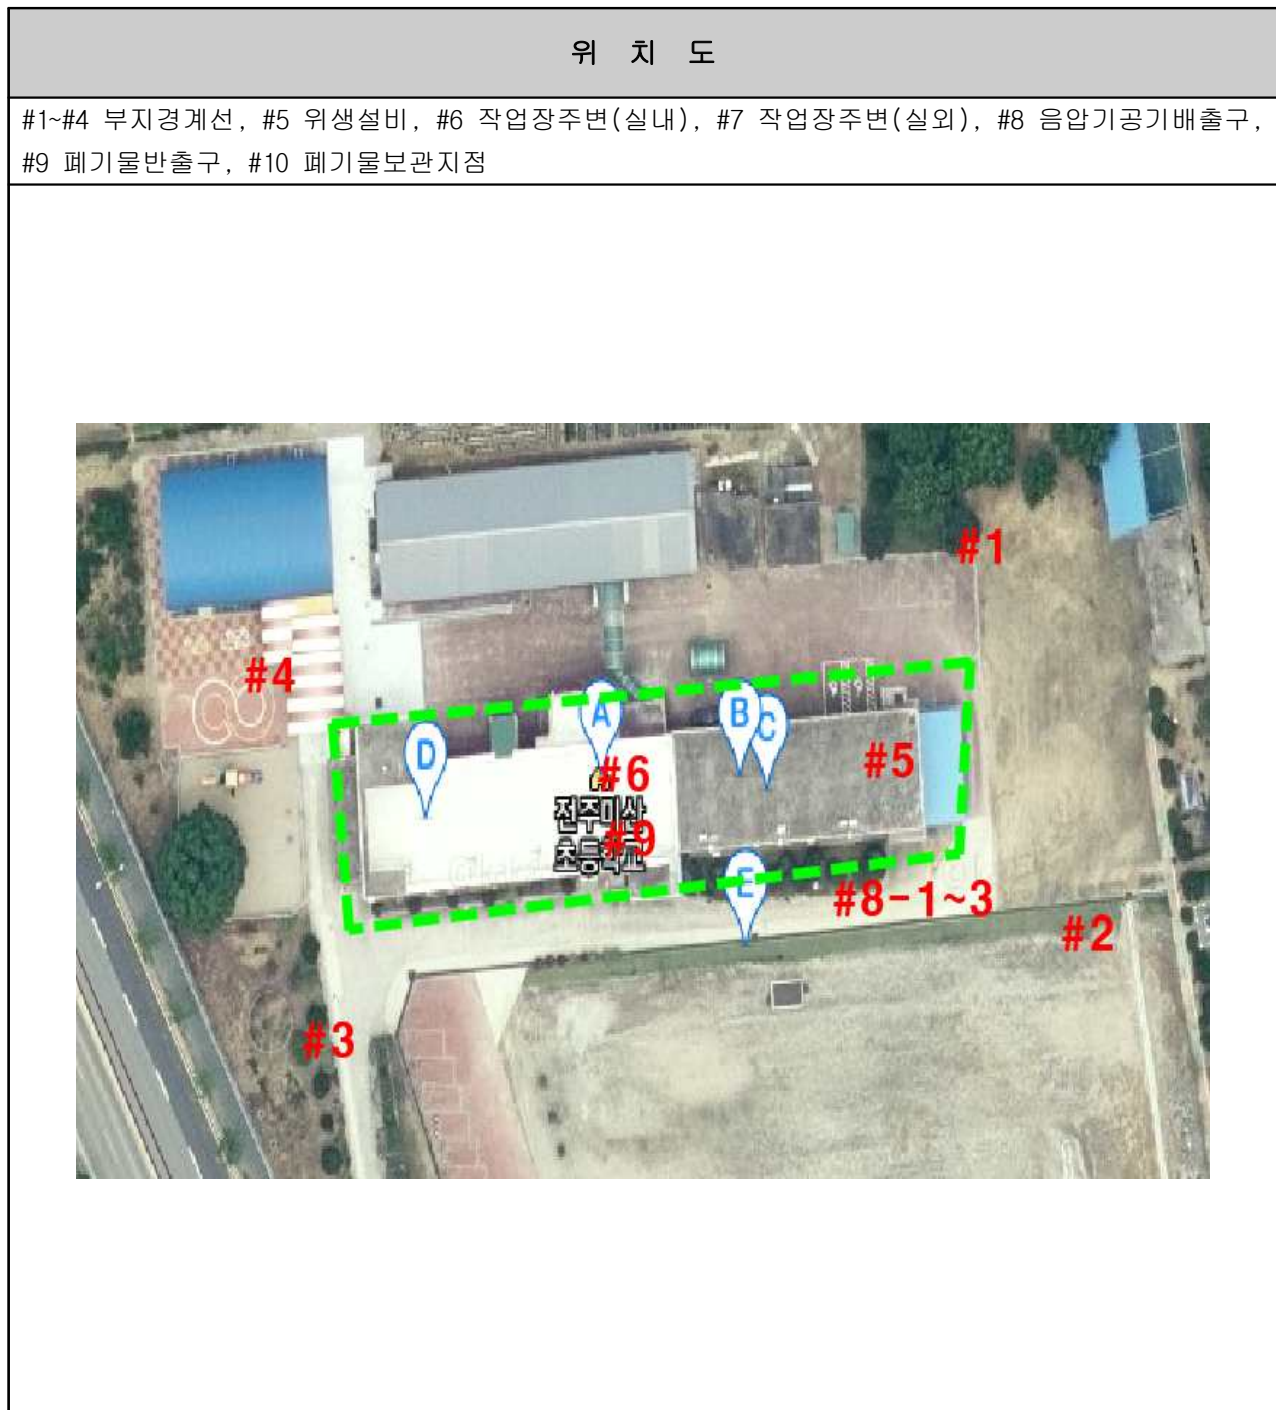 위 치 도
#1~#4 부지경계선, #5 위생설비, #6 작업장주변(실내), #7 작업장주변(실외), #8 음압기공기배출구,
#9 폐기물반출구, #10 폐기물보관지점
#1
#4
A
B
C
D
#5
#6
전주미산
#9
초등학교
E
#8-1~3
#2
#3